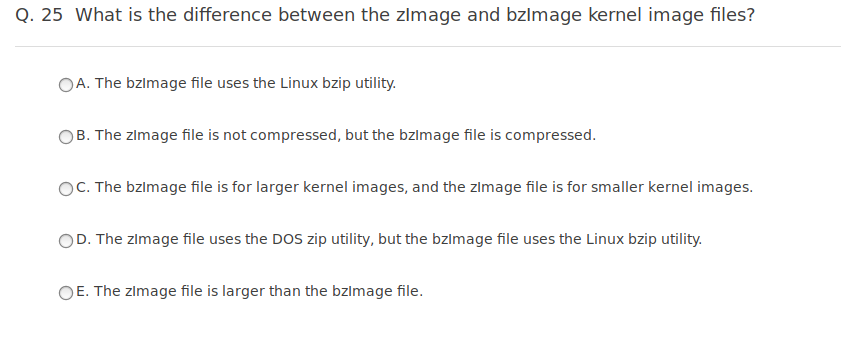 Q. 25 What is the difference between the zImage and bzImage kernel image files?
A. The bzImage file uses the Linux bzip utility.
B. The zImage file is not compressed, but the bzImage file is compressed.
C. The bzImage file is for larger kernel images, and the zImage file is for smaller kernel images.
D. The zImage file uses the DOS zip utility, but the bzImage file uses the Linux bzip utility.
E. The zImage file is larger than the bzImage file.